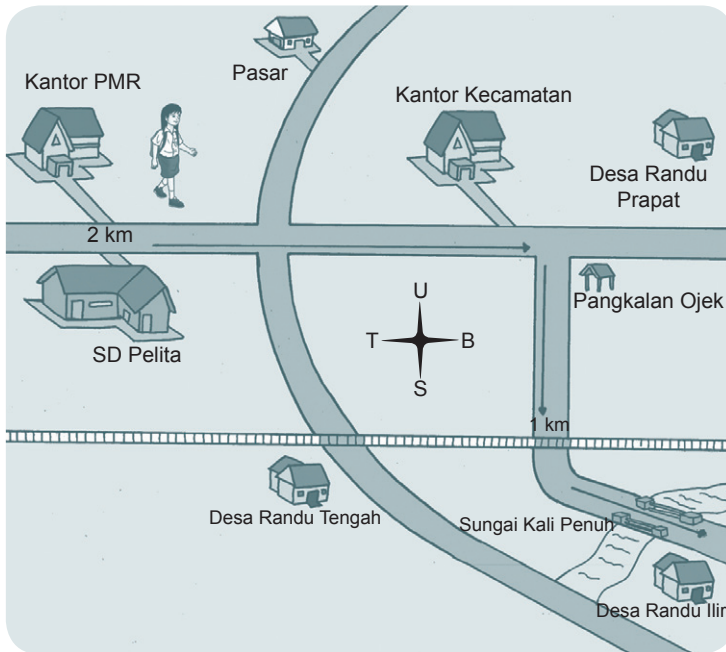 Pasar
Kantor PMR
Kantor Kecamatan
Desa Randu
Prapat
2 km
Pangkalan Ojek
U
T
B
S
SD Pelita
1 km
Desa Randu Tengah
Sungai Kali Penuh
Desa Randu Ilir